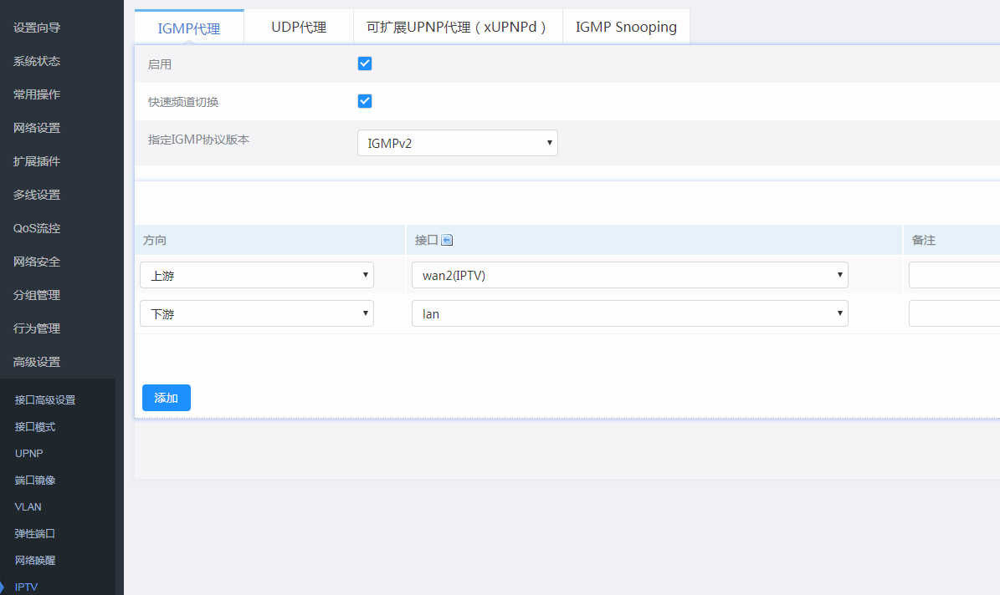 设置向导
系统状态
常用操作
网络设置
扩展插件
多线设置
QoS流控
网络安全
分组管理
行为管理
高级设置
接口高级设置
接口模式
UPNP
端口镜像
VLAN
弹性端口
网络唤醒
IPTV
IGMP代理 UDP代理 可扩展UPNP代理（xUPNPd） IGMP Snooping
启用
快速频道切换
指定IGMP协议版本 IGMPv2
方向 接口 备注
上游 wan2(IPTV)
下游 lan
添加